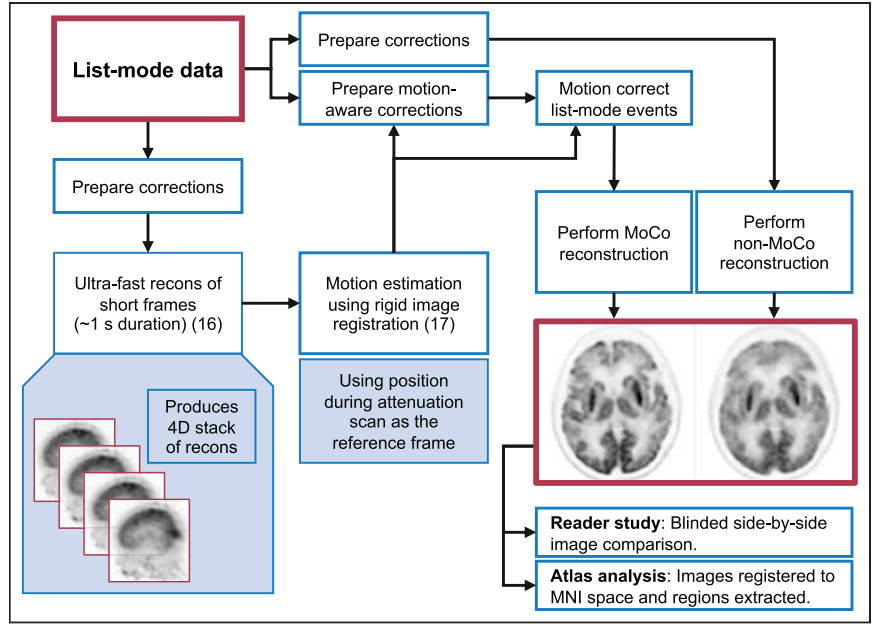 List-mode data
Prepare corrections
Prepare motion-
aware corrections
Motion correct
list-mode events
Prepare corrections
Perform MoCo
reconstruction
Perform
non-MoCo
reconstruction
Ultra-fast recons of
short frames
(~1 s duration) (16)
Motion estimation
using rigid image
registration (17)
Using position
during attenuation
scan as the
reference frame
Produces
4D stack
of recons
Reader study: Blinded side-by-side
image comparison.
Atlas analysis: Images registered to
MNI space and regions extracted.